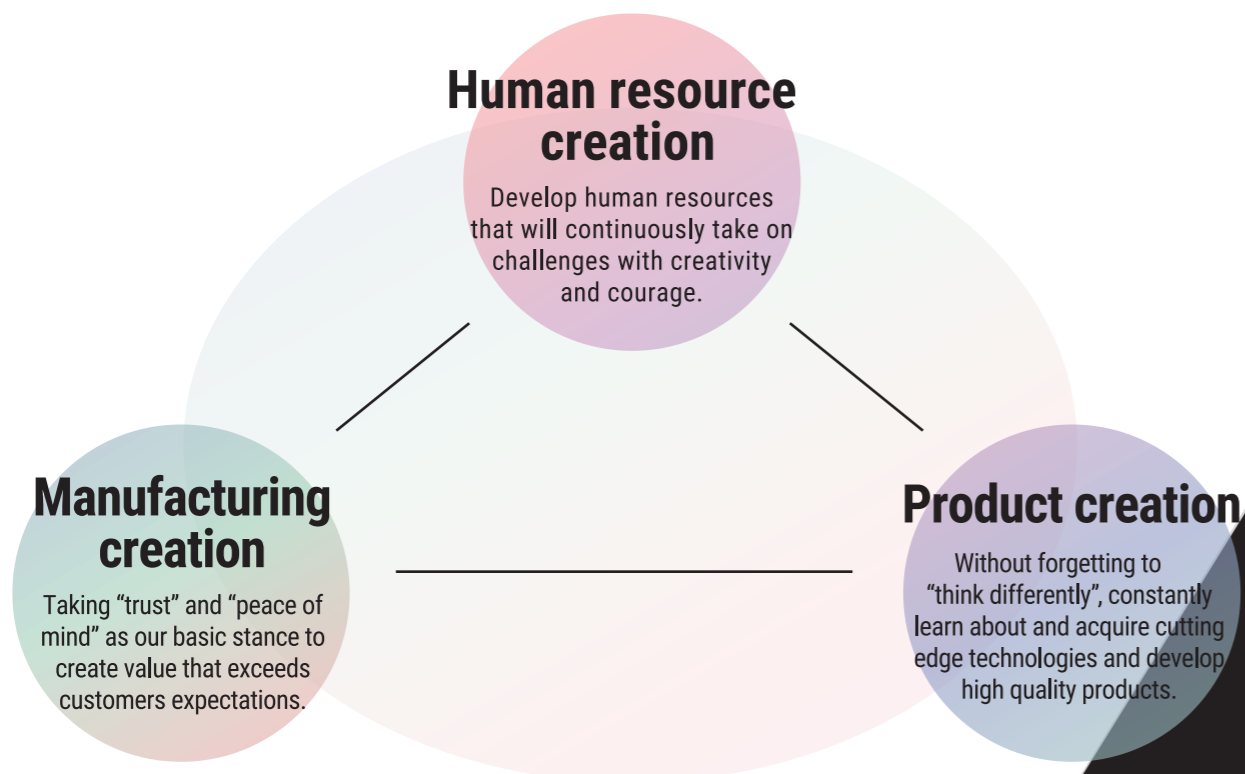 Human resource
creation
Develop human resources
that will continuously take on
challenges with creativity
and courage.
Manufacturing
creation
Taking “trust” and “peace of
mind” as our basic stance to
create value that exceeds
customers expectations.
Product creation
Without forgetting to
“think differently”, constantly
learn about and acquire cutting
edge technologies and develop
high quality products.